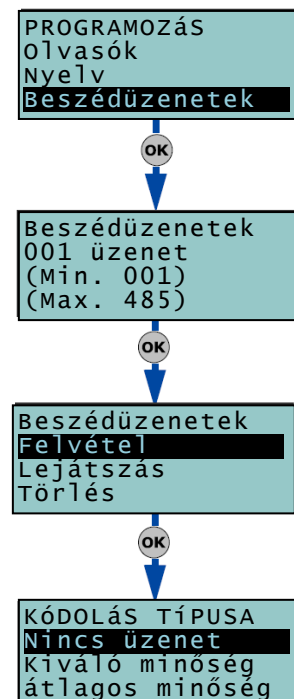 PROGRAMOZáS
Olvasók
Nyelv
Beszédüzenetek
OK
Beszédüzenetek
001 üzenet
(Min. 001)
(Max. 485)
OK
Beszédüzenetek
Felvétel
Lejátszás
Törlés
OK
KóDOLáS TíPUSA
Nincs üzenet
Kiváló minőség
átlagos minőség